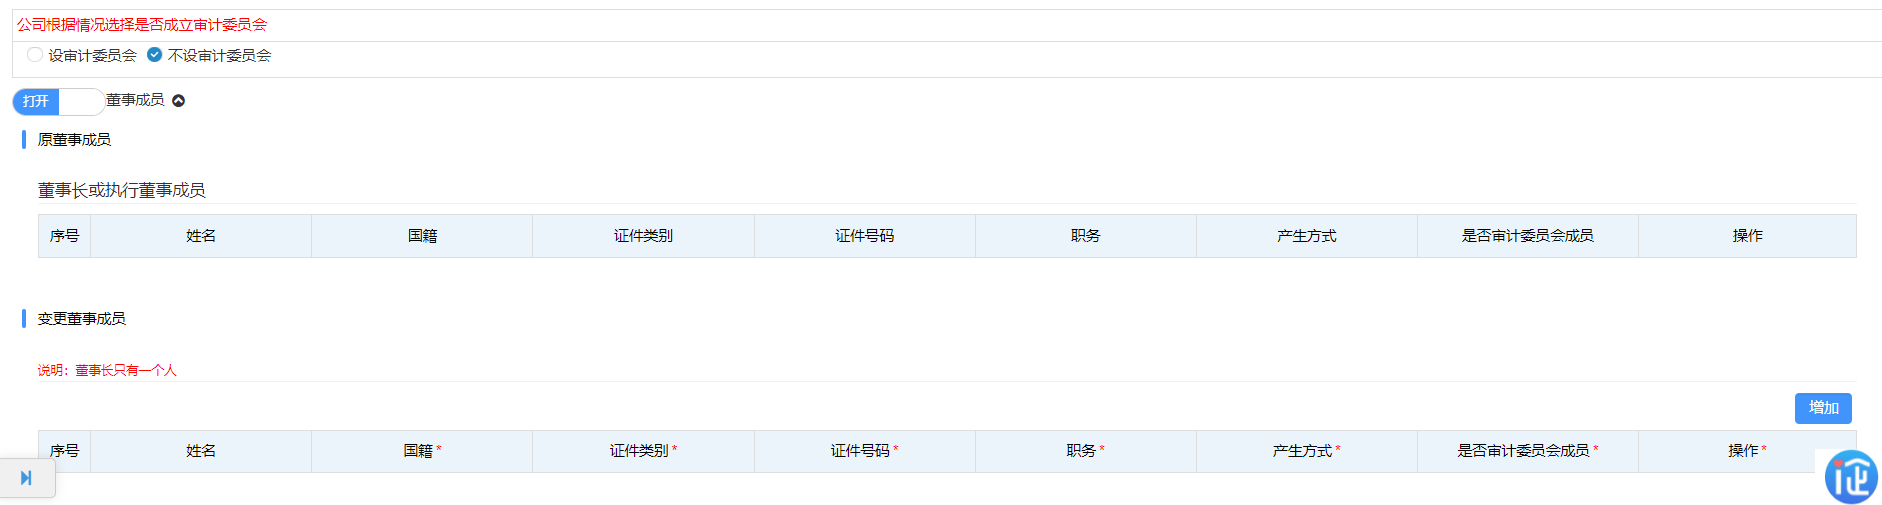 公司根据情况选择是否成立审计委员会
设审计委员会 不设审计委员会
打开 董事成员
原董事成员
董事长或执行董事成员
序号 姓名 国籍 证件类别 证件号码 职务 产生方式 是否审计委员会成员 操作
变更董事成员
说明：董事长只有一个人
增加
序号 姓名 国籍* 证件类别* 证件号码* 职务* 产生方式* 是否审计委员会成员* 操作*